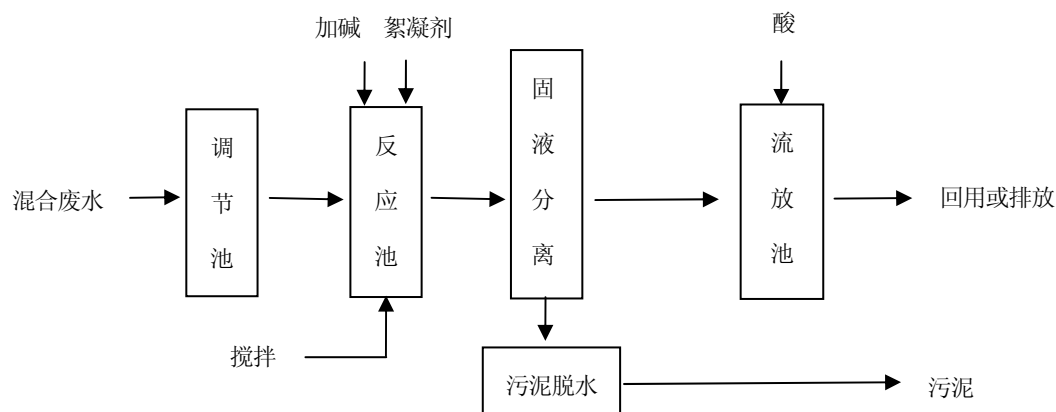 加碱 絮凝剂
酸
混合废水
调节池
反应池
固液分离
流放池
回用或排放
搅拌
污泥脱水
污泥